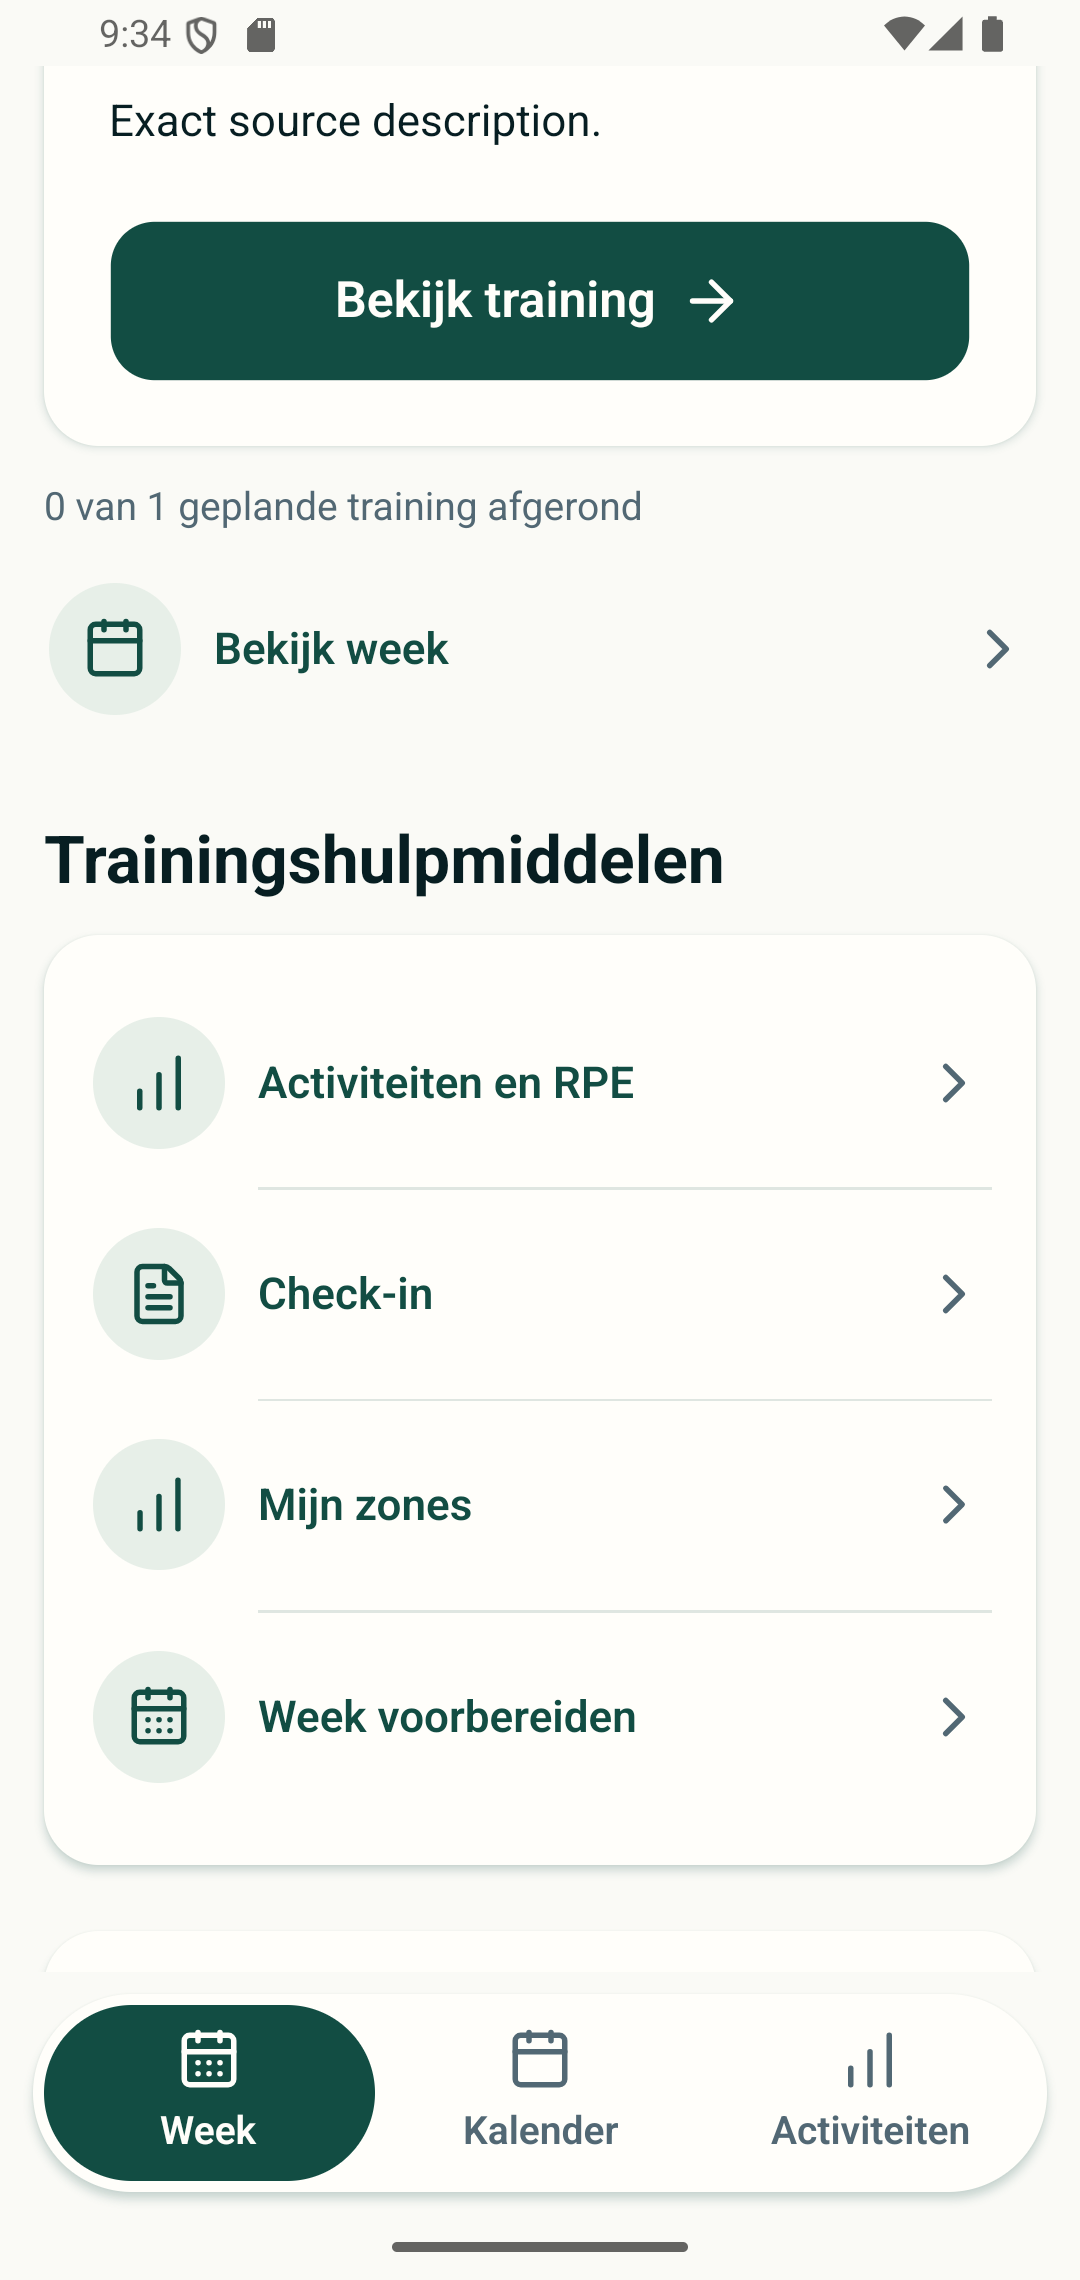 9:34
Exact source description.
Bekijk training
0 van 1 geplande training afgerond
Bekijk week
Trainingshulpmiddelen
Activiteiten en RPE
Check-in
Mijn zones
Week voorbereiden
Week
Kalender
Activiteiten